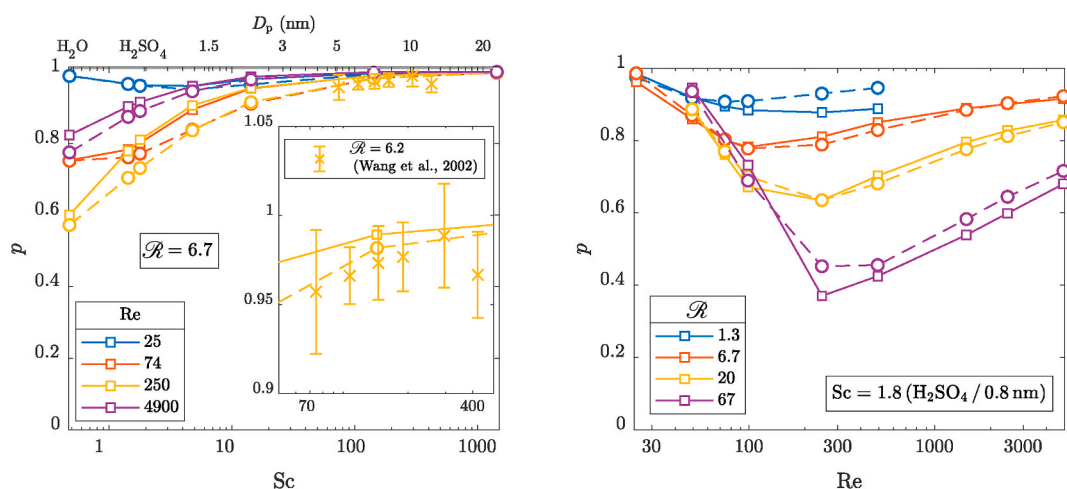 D_p (nm)
H₂O H₂SO₄ 1.5 3 5 10 20
1
0.8
0.6
0.4
0.2
0
p
ℛ = 6.7
Re
25
74
250
4900
1 10 100 1000
Sc
1.05
1
0.95
0.9
70 400
ℛ = 6.2
(Wang et al., 2002)
1
0.8
0.6
0.4
0.2
0
p
ℛ
1.3
6.7
20
67
Sc = 1.8 (H₂SO₄ / 0.8 nm)
30 100 300 1000 3000
Re